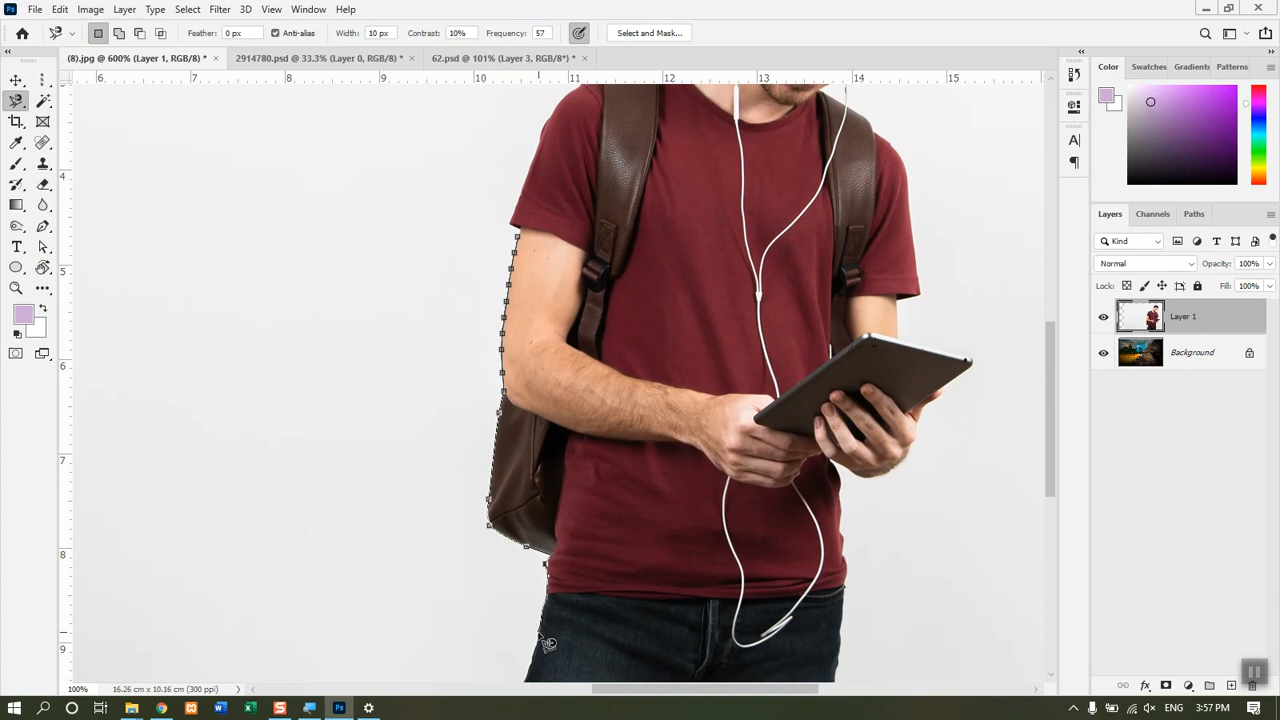 Ps File Edit Image Layer Type Select Filter 3D View Window Help
Feather: 0 px Anti-alias Width: 10 px Contrast: 10% Frequency: 57 Select and Mask...
(8).jpg @ 600% (Layer 1, RGB/8) * × 2914780.psd @ 33.3% (Layer 0, RGB/8) * × 62.psd @ 101% (Layer 3, RGB/8*) * ×
6 7 8 9 10 11 12 13 14 15
4
5
6
7
8
9
Color Swatches Gradients Patterns
Layers Channels Paths
Kind
Normal Opacity: 100%
Lock: Fill: 100%
Layer 1
Background
100% 16.26 cm x 10.16 cm (300 ppi)
ENG 3:57 PM